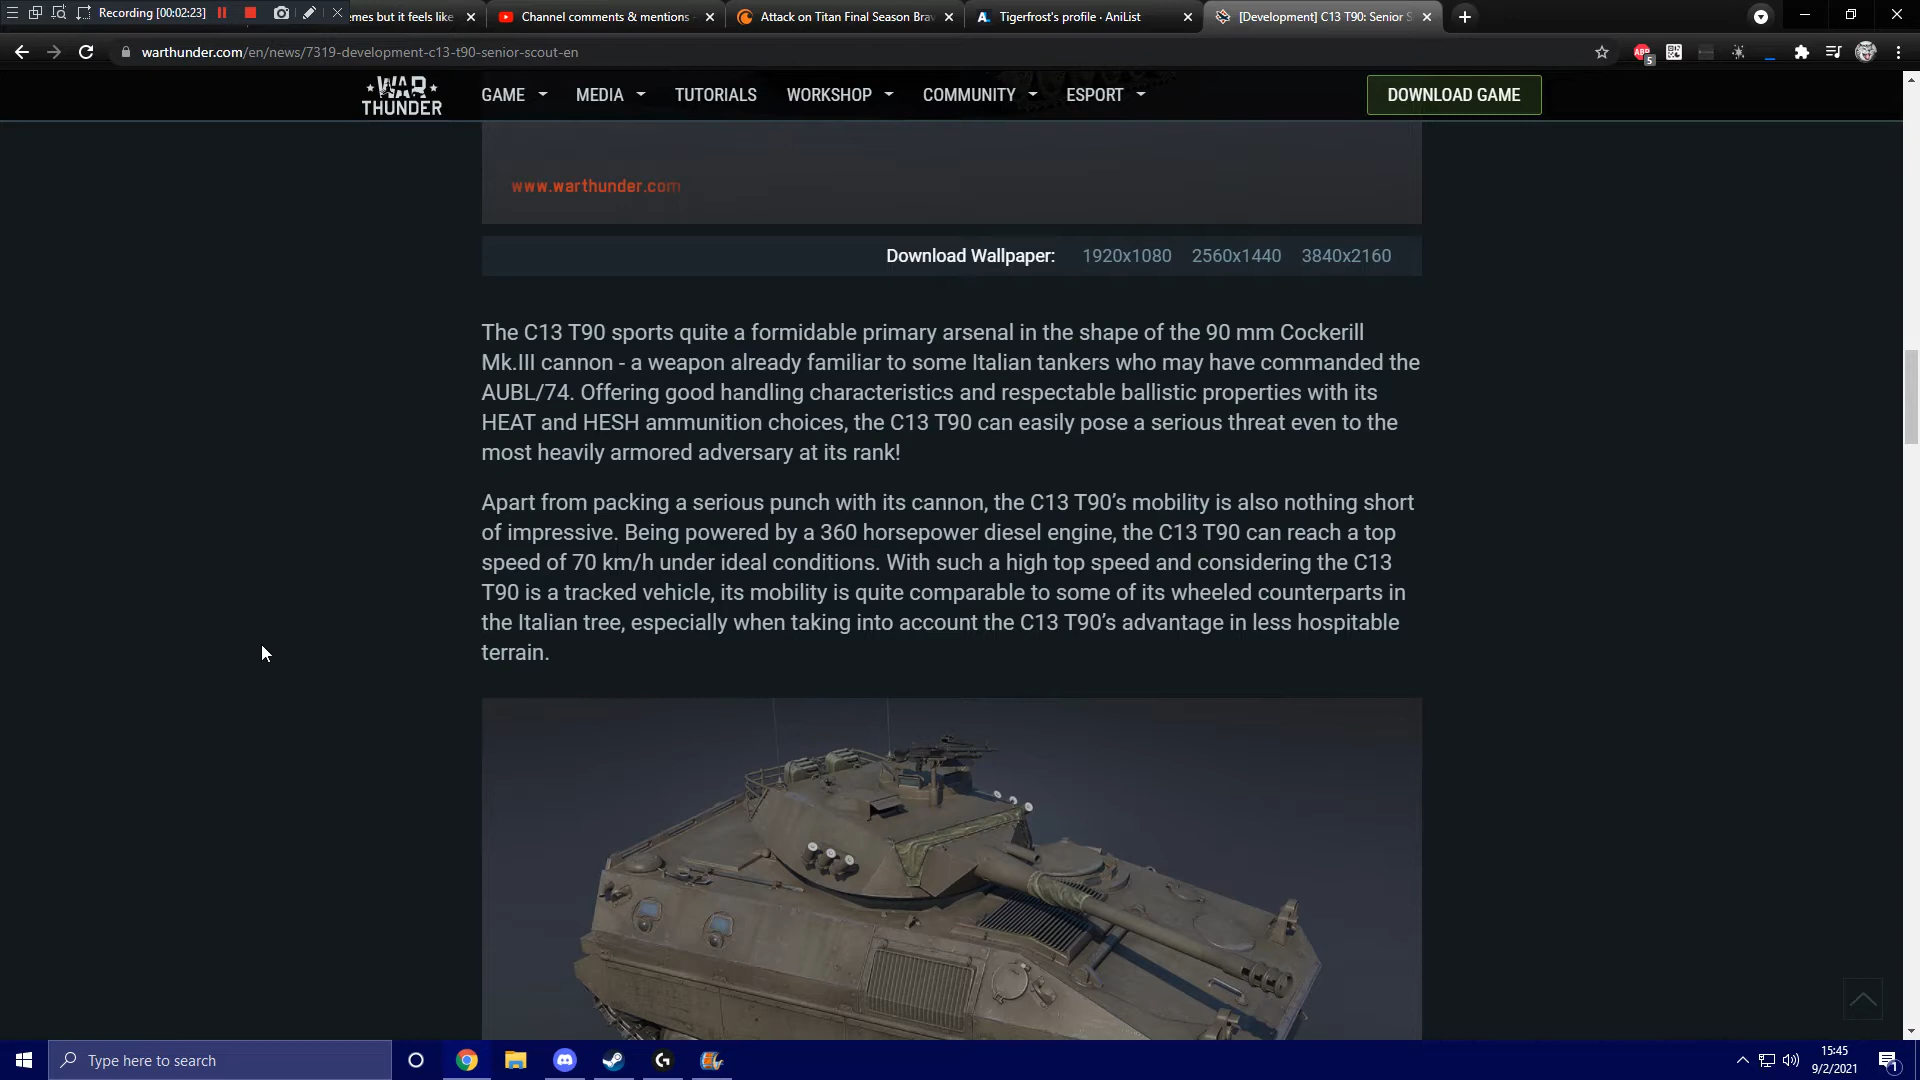 Recording [00:02:23]
emes but it feels like
Channel comments & mentions
Attack on Titan Final Season Brav
Tigerfrost's profile · AniList
[Development] C13 T90: Senior S
warthunder.com/en/news/7319-development-c13-t90-senior-scout-en
ABP
5
WAR
THUNDER
GAME
MEDIA
TUTORIALS
WORKSHOP
COMMUNITY
ESPORT
DOWNLOAD GAME
www.warthunder.com
Download Wallpaper: 1920x1080 2560x1440 3840x2160
The C13 T90 sports quite a formidable primary arsenal in the shape of the 90 mm Cockerill
Mk.III cannon - a weapon already familiar to some Italian tankers who may have commanded the
AUBL/74. Offering good handling characteristics and respectable ballistic properties with its
HEAT and HESH ammunition choices, the C13 T90 can easily pose a serious threat even to the
most heavily armored adversary at its rank!
Apart from packing a serious punch with its cannon, the C13 T90’s mobility is also nothing short
of impressive. Being powered by a 360 horsepower diesel engine, the C13 T90 can reach a top
speed of 70 km/h under ideal conditions. With such a high top speed and considering the C13
T90 is a tracked vehicle, its mobility is quite comparable to some of its wheeled counterparts in
the Italian tree, especially when taking into account the C13 T90’s advantage in less hospitable
terrain.
Type here to search
15:45
9/2/2021
1